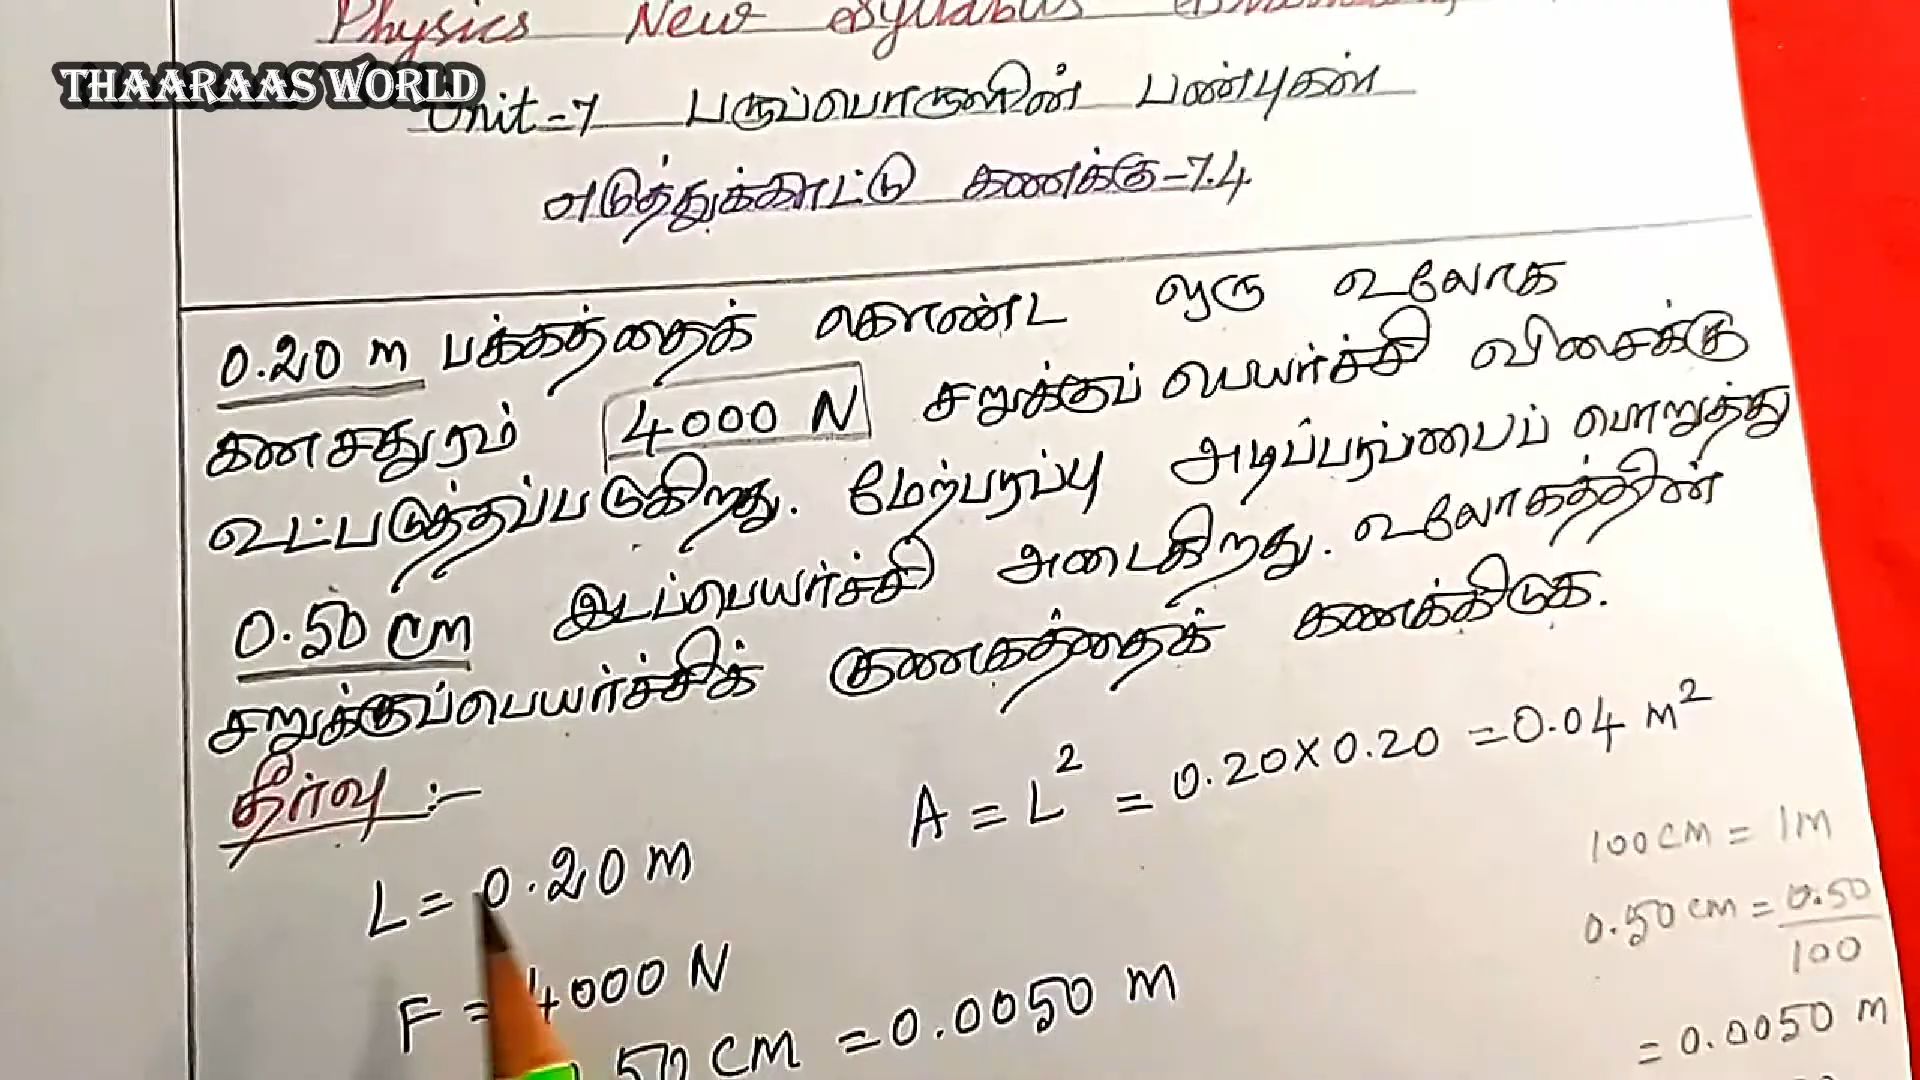 Physics New Syllabus
THAARAAS WORLD
Unit-7 பருப்பொருளின் பண்புகள்
எடுத்துக்காட்டு கணக்கு-7.4
0.20 m பக்கத்தைக் கொண்ட ஒரு உலோக
கனசதுரம் 4000 N சறுக்குப் பெயர்ச்சி விசைக்கு
உட்படுத்தப்படுகிறது. மேற்பரப்பு அடிப்பரப்பைப் பொறுத்து
0.50 cm இடப்பெயர்ச்சி அடைகிறது. உலோகத்தின்
சறுக்குப்பெயர்ச்சிக் குணகத்தைக் கணக்கிடுக.
தீர்வு :-
A = L² = 0.20×0.20 = 0.04 m²
L = 0.20 m
100 cm = 1m
0.50 cm = 0.50
100
F = 4000 N
50 cm = 0.0050 m
= 0.0050 m